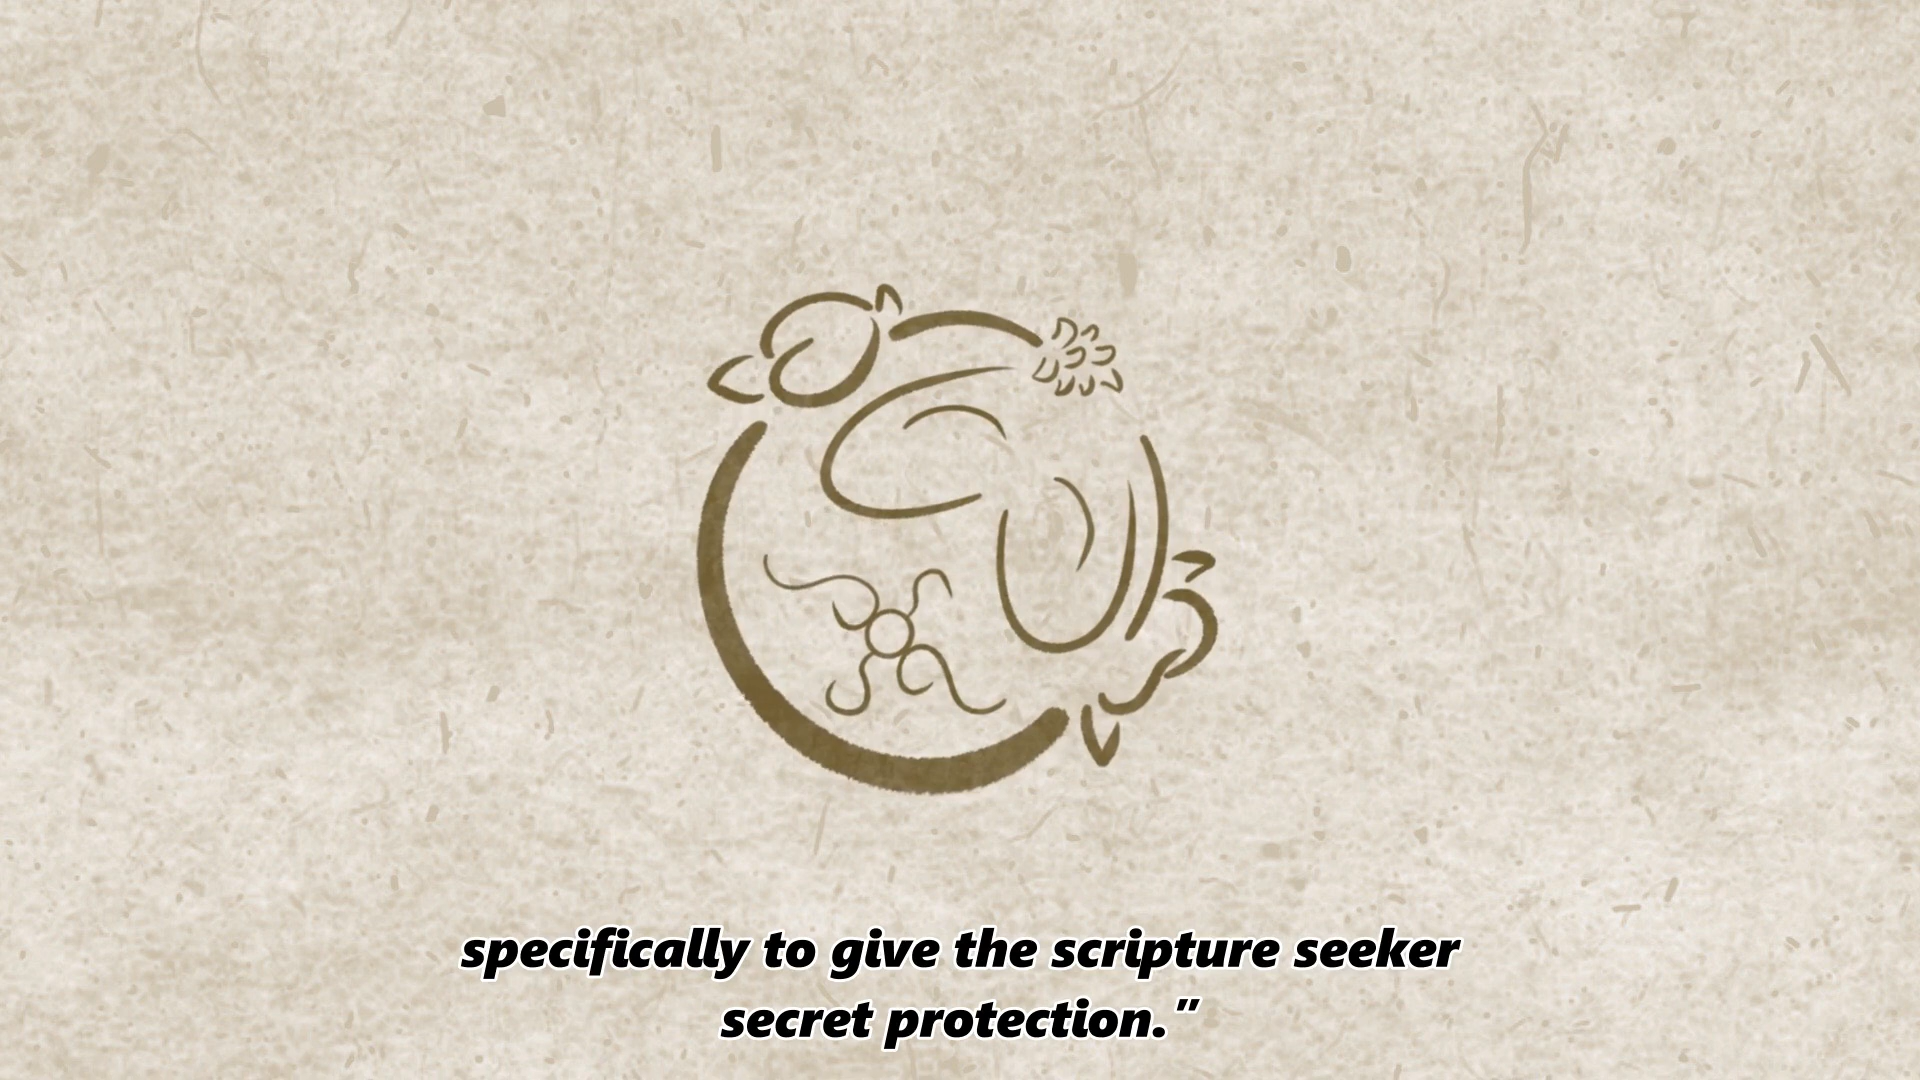 specifically to give the scripture seeker
secret protection.”